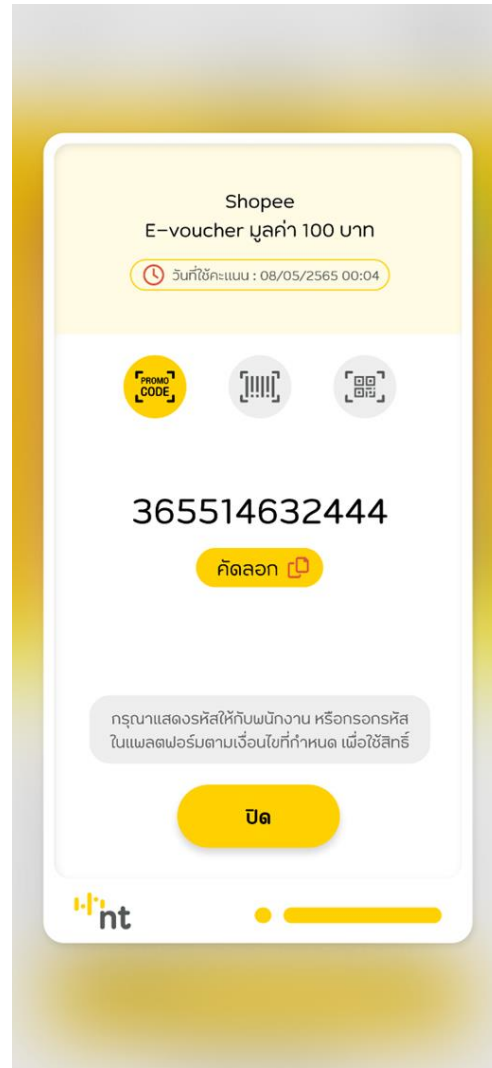 Shopee
E-voucher มูลค่า 100 บาท
วันที่ใช้คะแนน : 08/05/2565 00:04
PROMO
CODE
365514632444
คัดลอก
กรุณาแสดงรหัสให้กับพนักงาน หรือกรอกรหัส
ในแพลตฟอร์มตามเงื่อนไขที่กำหนด เพื่อใช้สิทธิ์
ปิด
nt